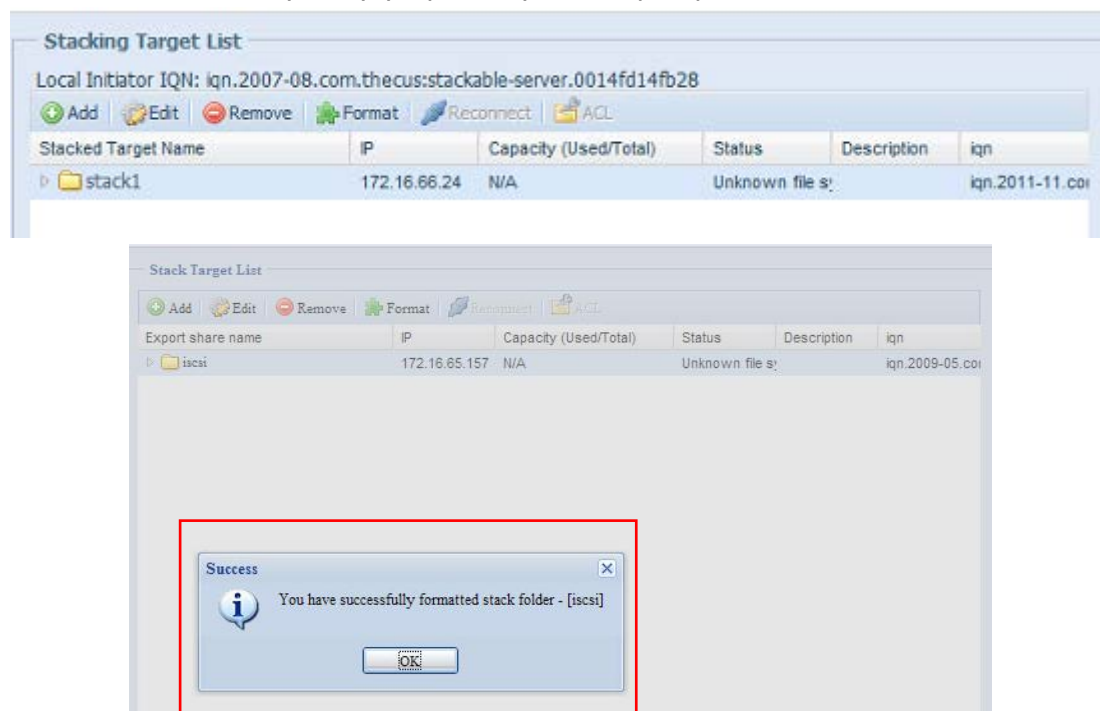 Stacking Target List
Local Initiator IQN: iqn.2007-08.com.thecus:stackable-server.0014fd14fb28
Add Edit Remove Format Reconnect ACL
Stacked Target Name IP Capacity (Used/Total) Status Description iqn
stack1 172.16.66.24 N/A Unknown file sy iqn.2011-11.com
Stack Target List
Add Edit Remove Format Reconnect ACL
Export share name IP Capacity (Used/Total) Status Description iqn
iscsi 172.16.65.157 N/A Unknown file sy iqn.2009-05.com
Success
You have successfully formatted stack folder - [iscsi]
OK